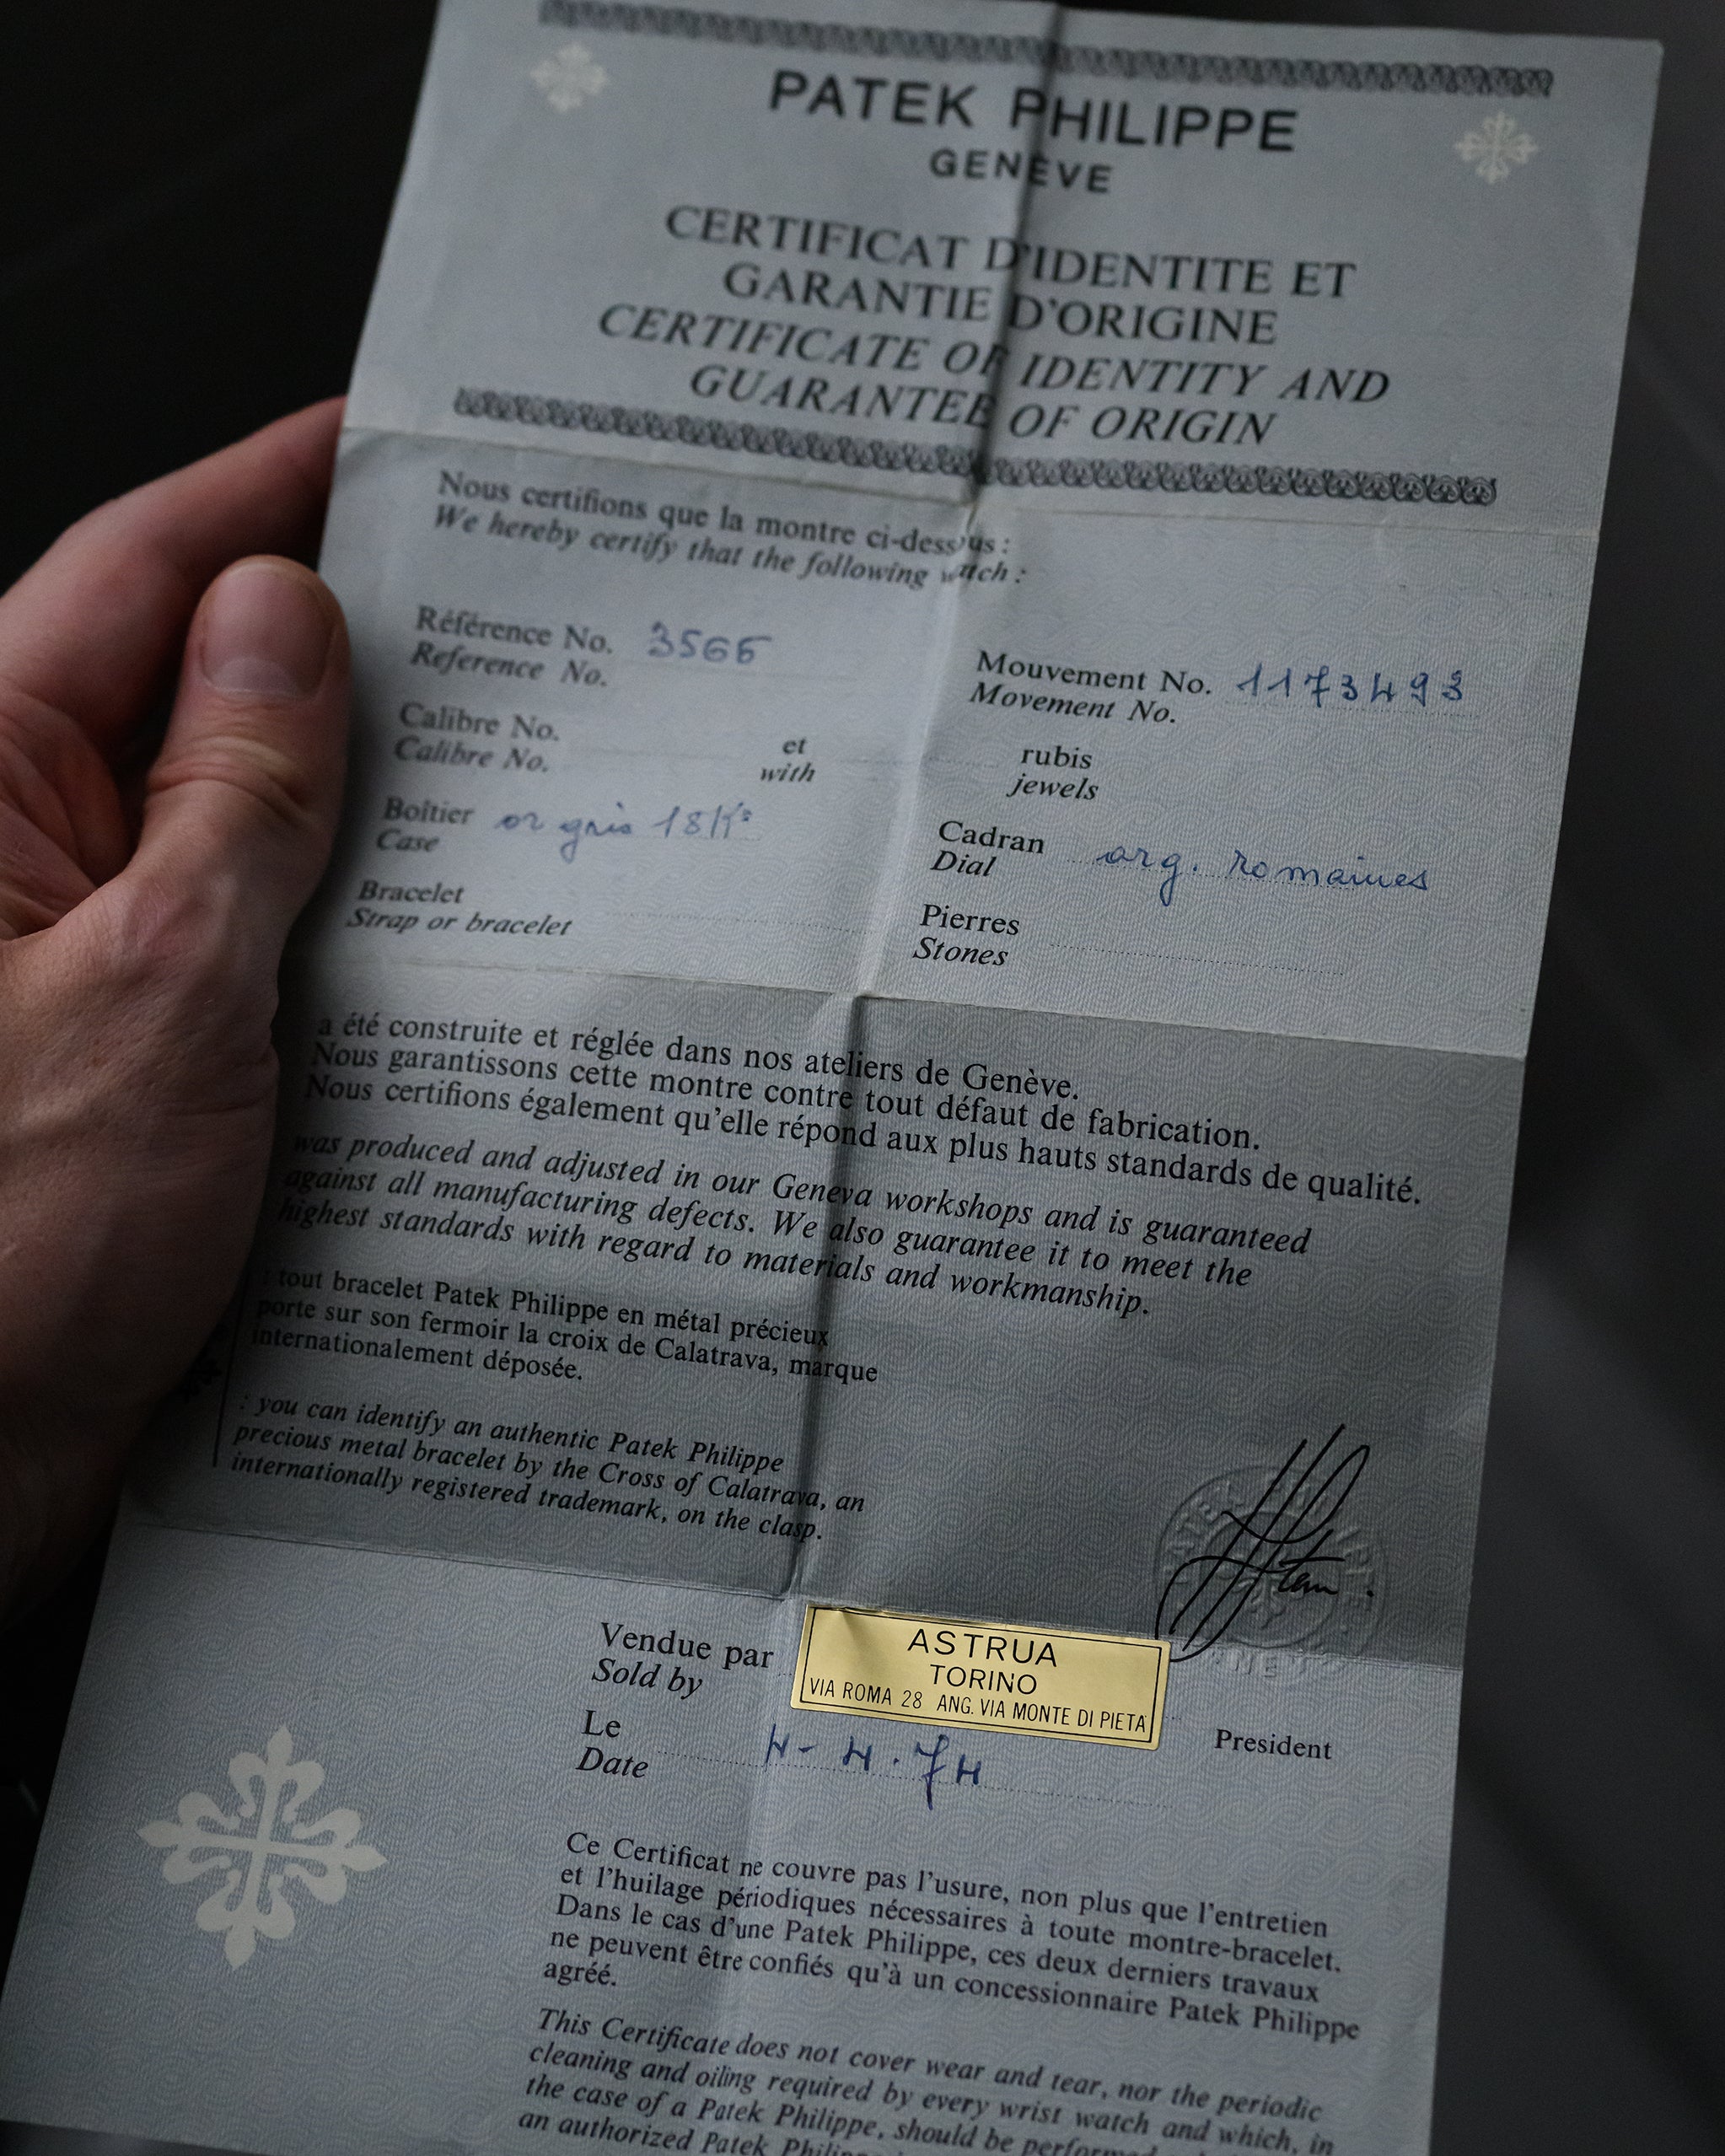 PATEK PHILIPPE
GENÈVE
CERTIFICAT D'IDENTITE ET
GARANTIE D'ORIGINE
CERTIFICATE OF IDENTITY AND
GUARANTEE OF ORIGIN
Nous certifions que la montre ci-dessus :
We hereby certify that the following watch :
Référence No. 3566
Reference No.
Mouvement No. 1173493
Movement No.
Calibre No. et rubis
Calibre No. with jewels
Boîtier or gris 18Kt
Case
Cadran arg. romaines
Dial
Bracelet
Strap or bracelet
Pierres
Stones
a été construite et réglée dans nos ateliers de Genève.
Nous garantissons cette montre contre tout défaut de fabrication.
Nous certifions également qu'elle répond aux plus hauts standards de qualité.
was produced and adjusted in our Geneva workshops and is guaranteed
against all manufacturing defects. We also guarantee it to meet the
highest standards with regard to materials and workmanship.
: tout bracelet Patek Philippe en métal précieux
porte sur son fermoir la croix de Calatrava, marque
internationalement déposée.
: you can identify an authentic Patek Philippe
precious metal bracelet by the Cross of Calatrava, an
internationally registered trademark, on the clasp.
Vendue par
Sold by
ASTRUA
TORINO
VIA ROMA 28 ANG. VIA MONTE DI PIETA'
President
Le 4-4.74
Date
Ce Certificat ne couvre pas l'usure, non plus que l'entretien
et l'huilage périodiques nécessaires à toute montre-bracelet.
Dans le cas d'une Patek Philippe, ces deux derniers travaux
ne peuvent être confiés qu'à un concessionnaire Patek Philippe
agréé.
This Certificate does not cover wear and tear, nor the periodic
cleaning and oiling required by every wrist watch and which, in
the case of a Patek Philippe, should be performed
an authorized Patek